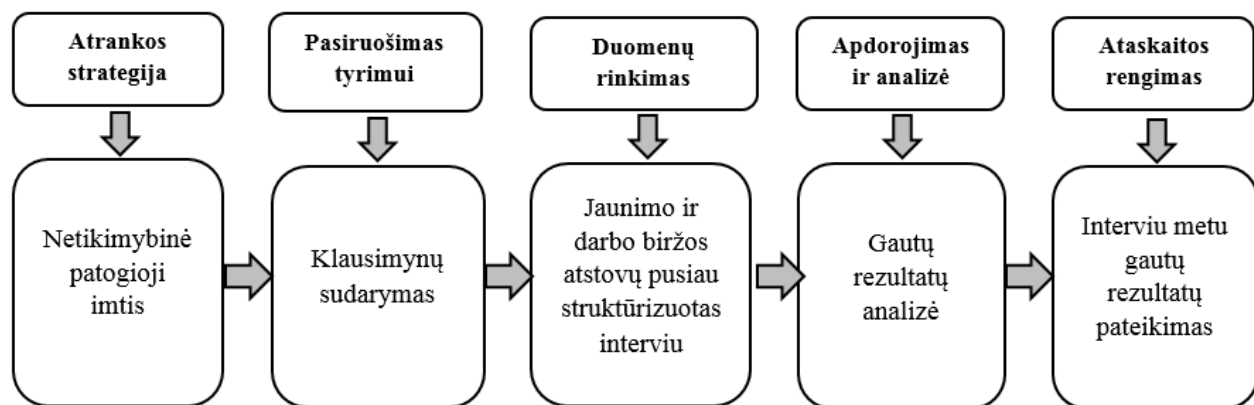 Atrankos
strategija
Pasiruošimas
tyrimui
Duomenų
rinkimas
Apdorojimas
ir analizė
Ataskaitos
rengimas
Netikimybinė
patogioji
imtis
Klausimynų
sudarymas
Jaunimo ir
darbo biržos
atstovų pusiau
struktūrizuotas
interviu
Gautų
rezultatų
analizė
Interviu metu
gautų
rezultatų
pateikimas